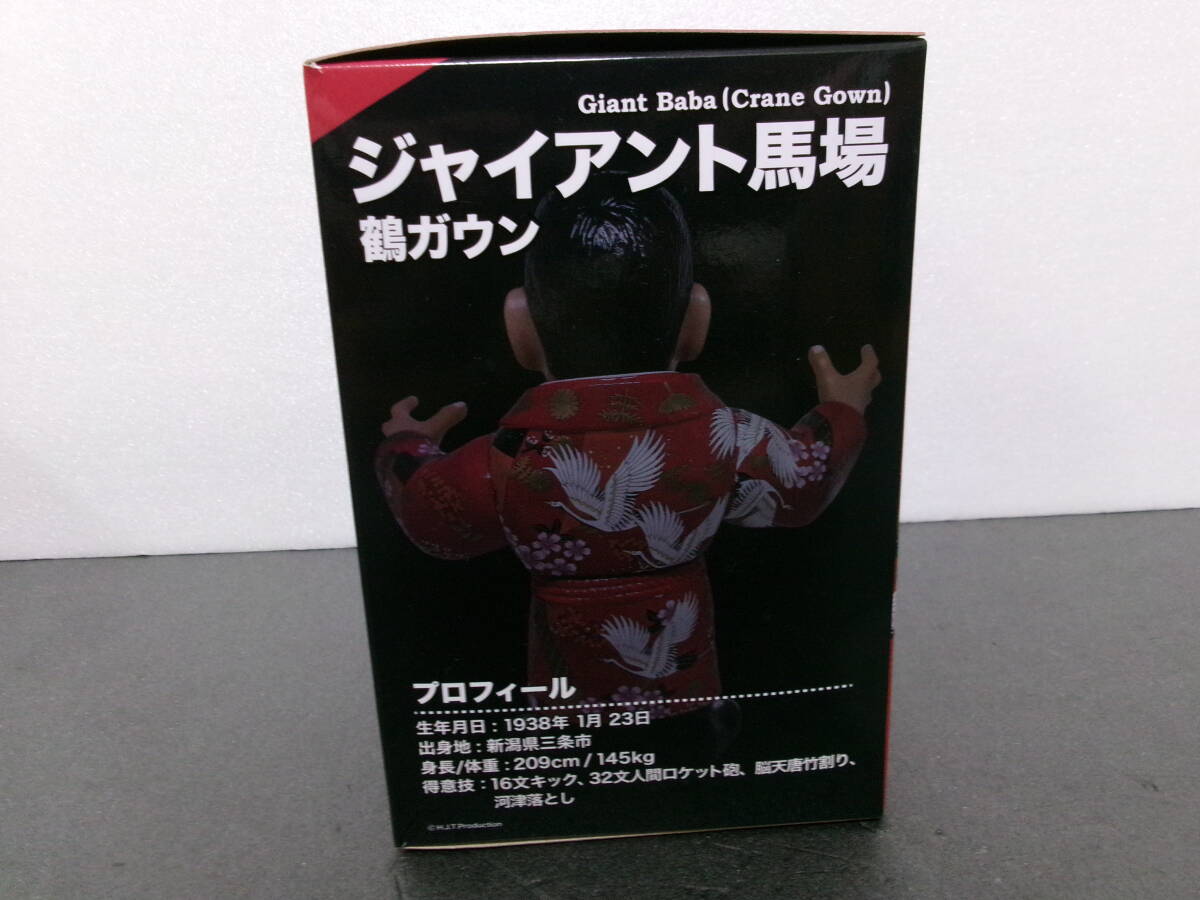 Giant Baba (Crane Gown)
ジャイアント馬場
鶴ガウン
プロフィール
生年月日：1938年 1月 23日
出身地：新潟県三条市
身長/体重：209cm / 145kg
得意技：16文キック、32文人間ロケット砲、脳天唐竹割り、
河津落とし
©H.J.T.Production